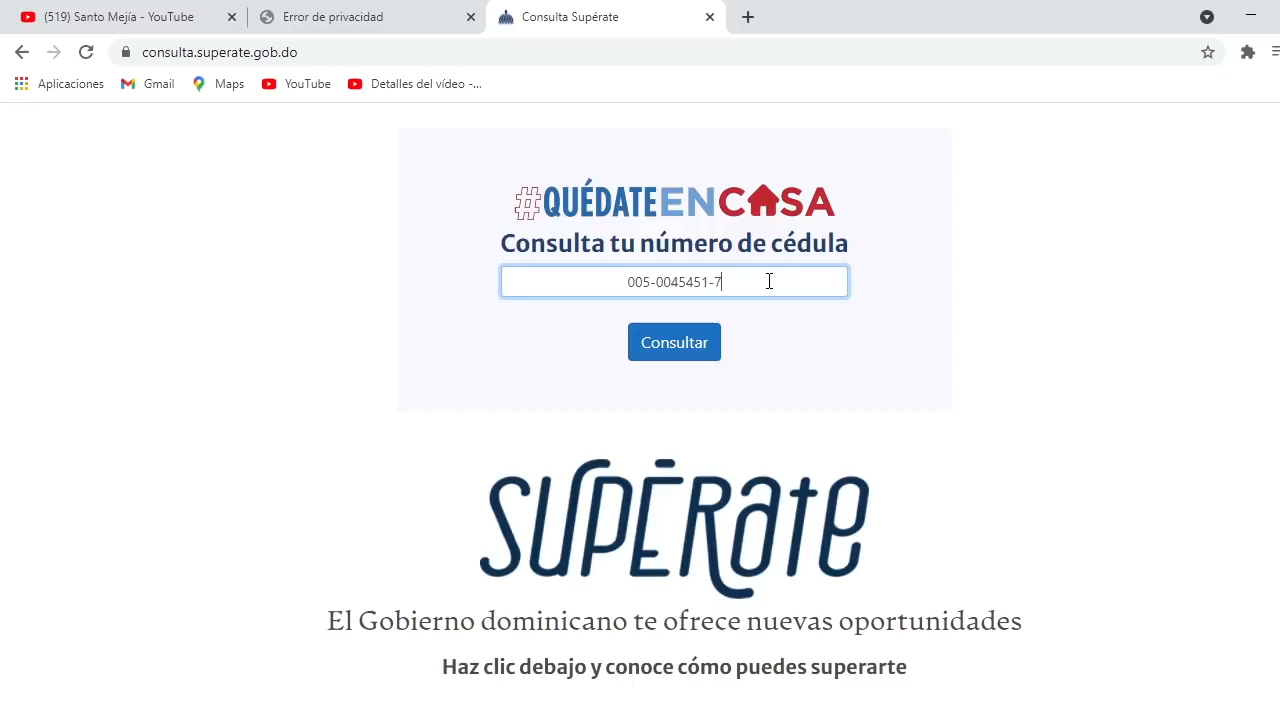 (519) Santo Mejía - YouTube
Error de privacidad
Consulta Supérate
consulta.superate.gob.do
Aplicaciones
Gmail
Maps
YouTube
Detalles del vídeo -...
#QUÉDATEENCASA
Consulta tu número de cédula
005-0045451-7
Consultar
SUPÉRate
El Gobierno dominicano te ofrece nuevas oportunidades
Haz clic debajo y conoce cómo puedes superarte